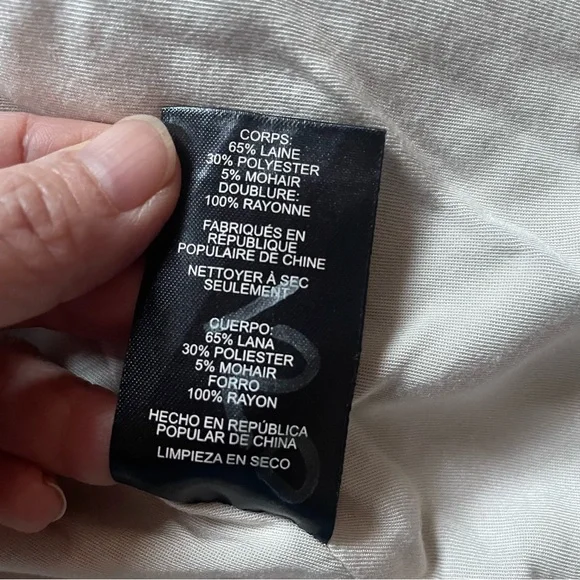 CORPS:
65% LAINE
30% POLYESTER
5% MOHAIR
DOUBLURE:
100% RAYONNE
FABRIQUÉS EN
RÉPUBLIQUE
POPULAIRE DE CHINE
NETTOYER À SEC
SEULEMENT
CUERPO:
65% LANA
30% POLIESTER
5% MOHAIR
FORRO
100% RAYON
HECHO EN REPÚBLICA
POPULAR DE CHINA
LIMPIEZA EN SECO